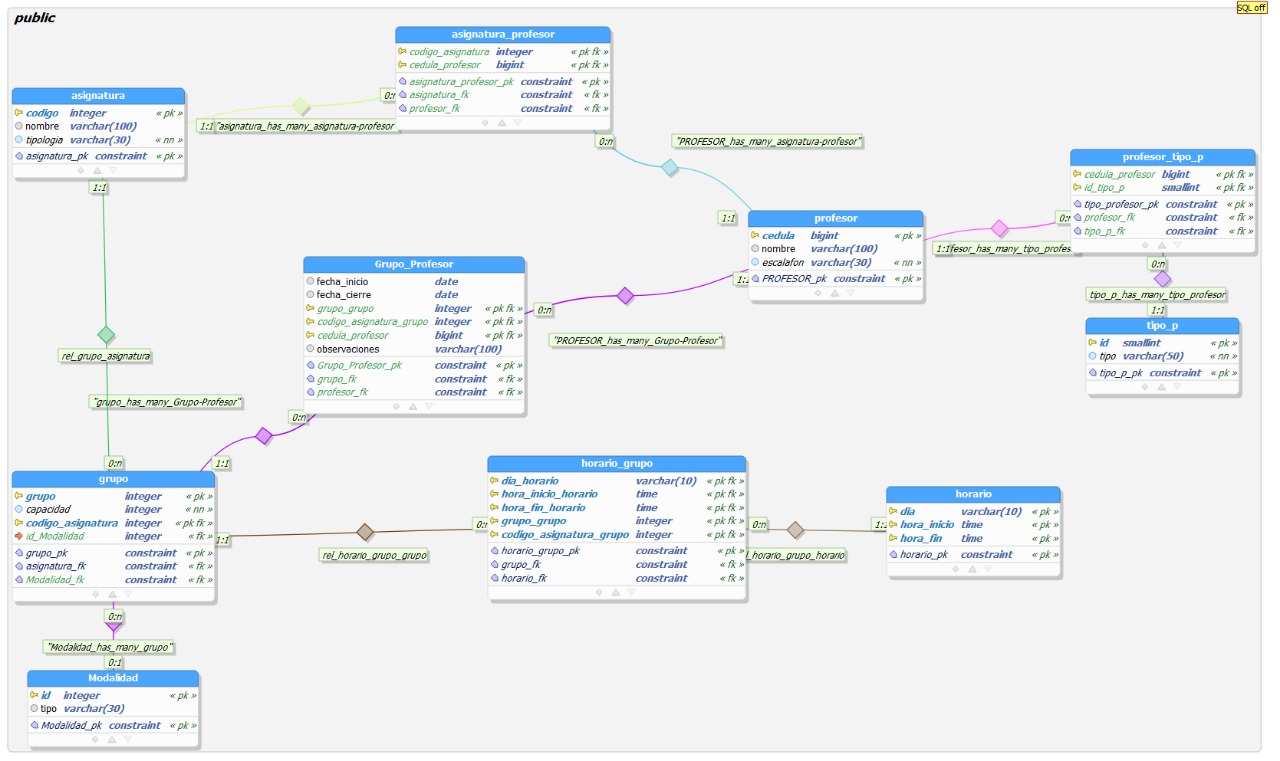 SQL off
public
asignatura_profesor
codigo_asignatura integer « pk fk »
cedula_profesor bigint « pk fk »
asignatura_profesor_pk constraint « pk »
asignatura_fk constraint « fk »
profesor_fk constraint « fk »
asignatura
codigo integer « pk »
nombre varchar(100)
tipologia varchar(30) « nn »
asignatura_pk constraint « pk »
1:1
"asignatura_has_many_asignatura-profesor
0:n
0:n
"PROFESOR_has_many_asignatura-profesor"
1:1
profesor_tipo_p
cedula_profesor bigint « pk fk »
id_tipo_p smallint « pk fk »
tipo_profesor_pk constraint « pk »
profesor_fk constraint « fk »
tipo_p_fk constraint « fk »
profesor
cedula bigint « pk »
nombre varchar(100)
escalafon varchar(30) « nn »
PROFESOR_pk constraint « pk »
1:1
fesor_has_many_tipo_profes
0:n
0:n
tipo_p_has_many_tipo_profesor
1:1
tipo_p
id smallint « pk »
tipo varchar(50) « nn »
tipo_p_pk constraint « pk »
Grupo_Profesor
fecha_inicio date
fecha_cierre date
grupo_grupo integer « pk fk »
codigo_asignatura_grupo integer « pk fk »
cedula_profesor bigint « pk fk »
observaciones varchar(100)
Grupo_Profesor_pk constraint « pk »
grupo_fk constraint « fk »
profesor_fk constraint « fk »
0:n
1:1
"PROFESOR_has_many_Grupo-Profesor"
1:1
rel_grupo_asignatura
"grupo_has_many_Grupo-Profesor"
0:n
0:n
1:1
grupo
grupo integer « pk »
capacidad integer « nn »
codigo_asignatura integer « pk fk »
id_Modalidad integer « fk »
grupo_pk constraint « pk »
asignatura_fk constraint « fk »
Modalidad_fk constraint « fk »
1:1
rel_horario_grupo_grupo
0:n
horario_grupo
dia_horario varchar(10) « pk fk »
hora_inicio_horario time « pk fk »
hora_fin_horario time « pk fk »
grupo_grupo integer « pk fk »
codigo_asignatura_grupo integer « pk fk »
horario_grupo_pk constraint « pk »
grupo_fk constraint « fk »
horario_fk constraint « fk »
0:n
l_horario_grupo_horario
1:1
horario
dia varchar(10) « pk »
hora_inicio time « pk »
hora_fin time « pk »
horario_pk constraint « pk »
0:n
"Modalidad_has_many_grupo"
0:1
Modalidad
id integer « pk »
tipo varchar(30)
Modalidad_pk constraint « pk »